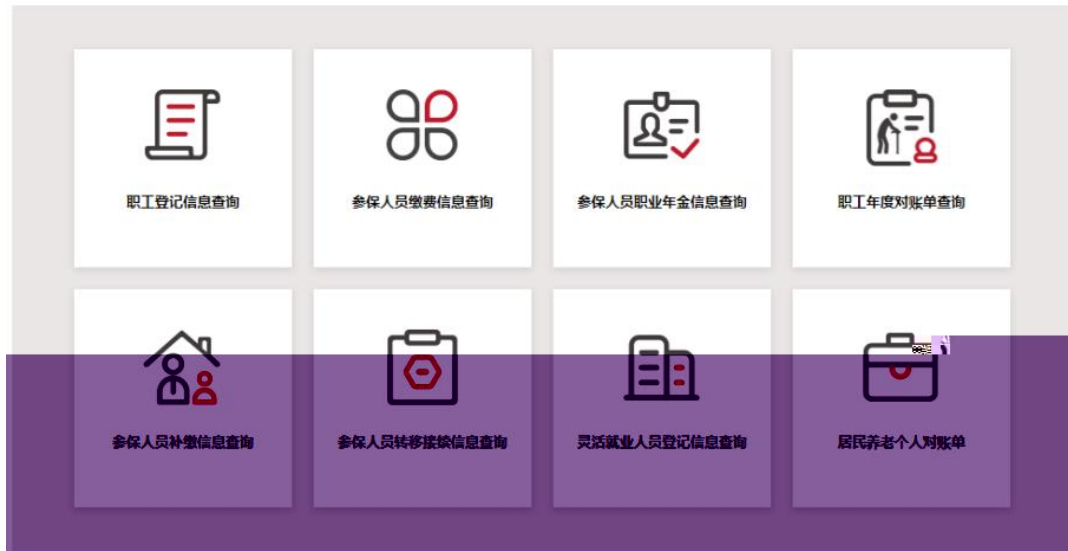 职工登记信息查询
参保人员缴费信息查询
参保人员职业年金信息查询
职工年度对账单查询
参保人员补缴信息查询
参保人员转移接续信息查询
灵活就业人员登记信息查询
居民养老个人对账单